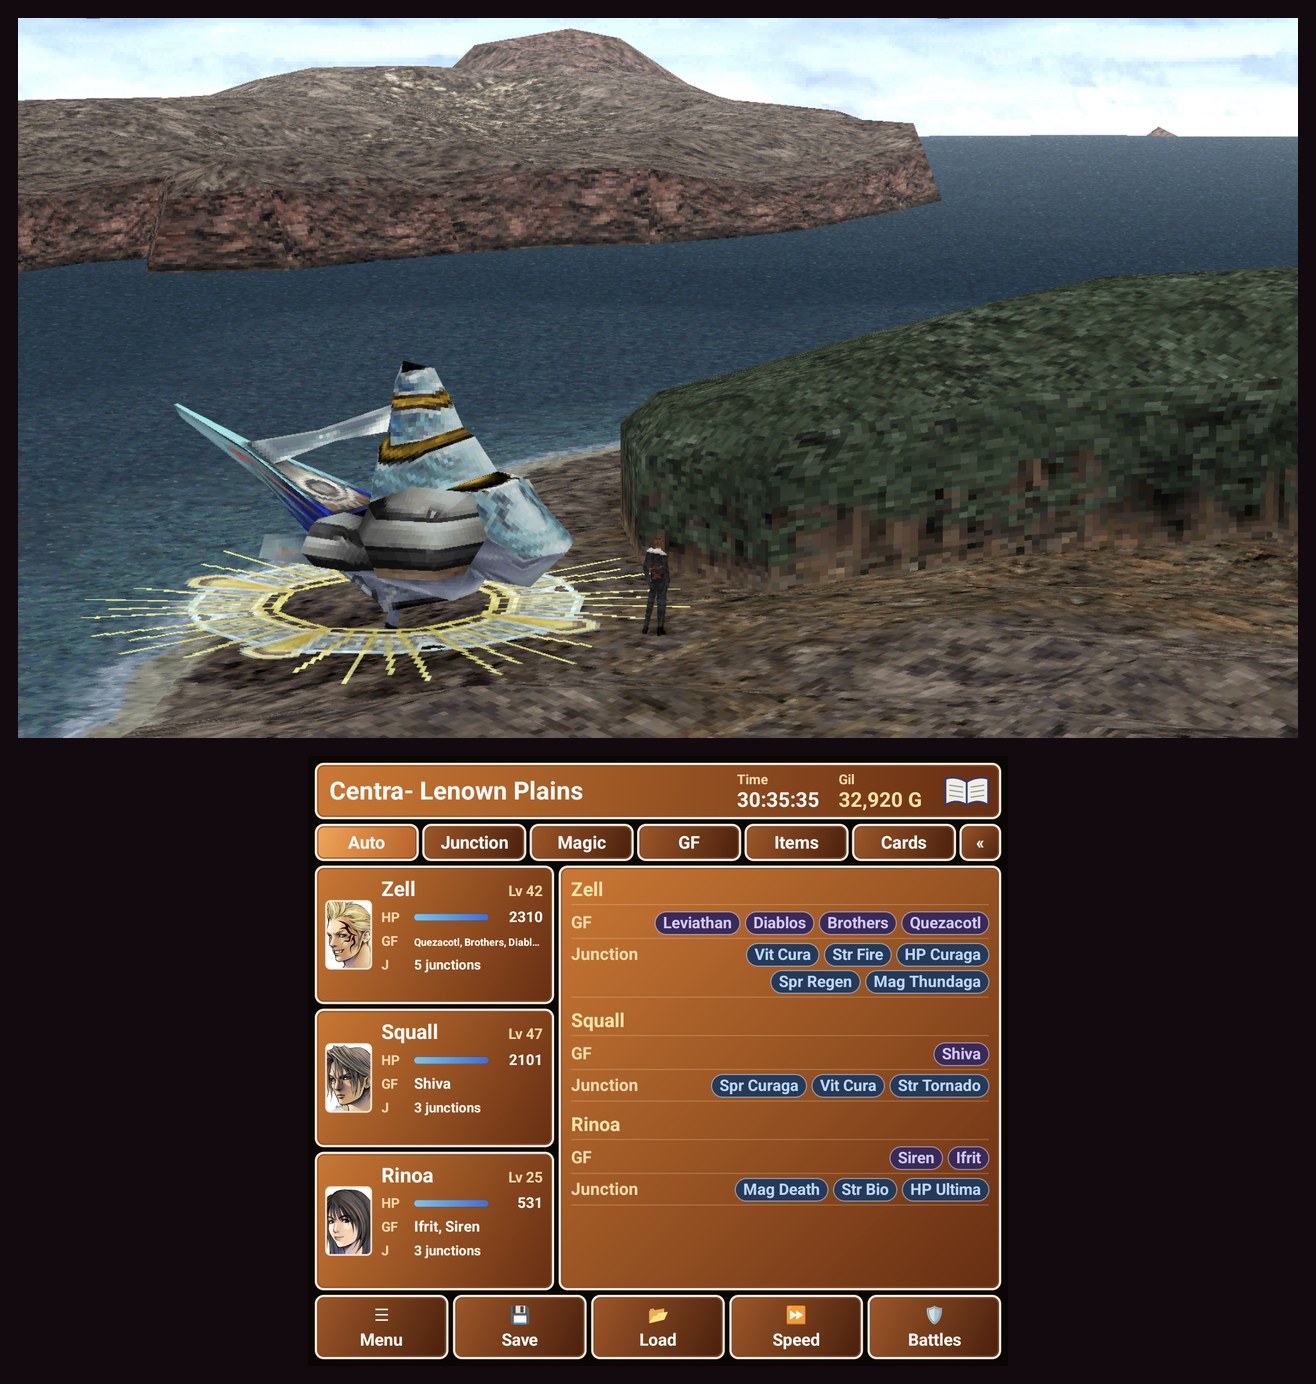 Centra- Lenown Plains
Time
30:35:35
Gil
32,920 G
Auto Junction Magic GF Items Cards «
Zell Lv 42
HP 2310
GF Quezacotl, Brothers, Diabl...
J 5 junctions
Squall Lv 47
HP 2101
GF Shiva
J 3 junctions
Rinoa Lv 25
HP 531
GF Ifrit, Siren
J 3 junctions
Zell
GF Leviathan Diablos Brothers Quezacotl
Junction Vit Cura Str Fire HP Curaga
Spr Regen Mag Thundaga
Squall
GF Shiva
Junction Spr Curaga Vit Cura Str Tornado
Rinoa
GF Siren Ifrit
Junction Mag Death Str Bio HP Ultima
Menu Save Load Speed Battles